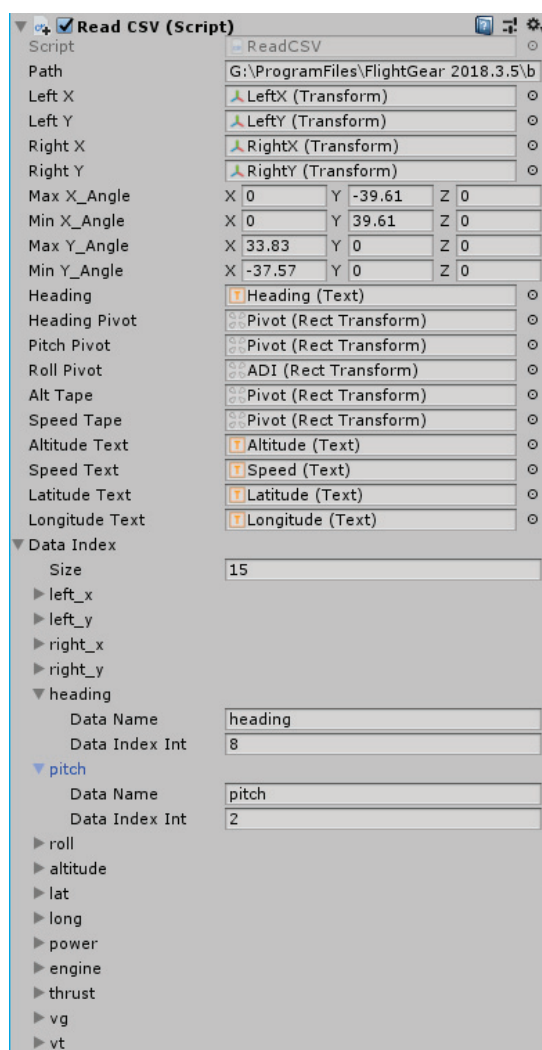 Read CSV (Script)
Script ReadCSV
Path G:\ProgramFiles\FlightGear 2018.3.5\b
Left X LeftX (Transform)
Left Y LeftY (Transform)
Right X RightX (Transform)
Right Y RightY (Transform)
Max X_Angle X 0 Y -39.61 Z 0
Min X_Angle X 0 Y 39.61 Z 0
Max Y_Angle X 33.83 Y 0 Z 0
Min Y_Angle X -37.57 Y 0 Z 0
Heading Heading (Text)
Heading Pivot Pivot (Rect Transform)
Pitch Pivot Pivot (Rect Transform)
Roll Pivot ADI (Rect Transform)
Alt Tape Pivot (Rect Transform)
Speed Tape Pivot (Rect Transform)
Altitude Text Altitude (Text)
Speed Text Speed (Text)
Latitude Text Latitude (Text)
Longitude Text Longitude (Text)
Data Index
Size 15
left_x
left_y
right_x
right_y
heading
Data Name heading
Data Index Int 8
pitch
Data Name pitch
Data Index Int 2
roll
altitude
lat
long
power
engine
thrust
vg
vt